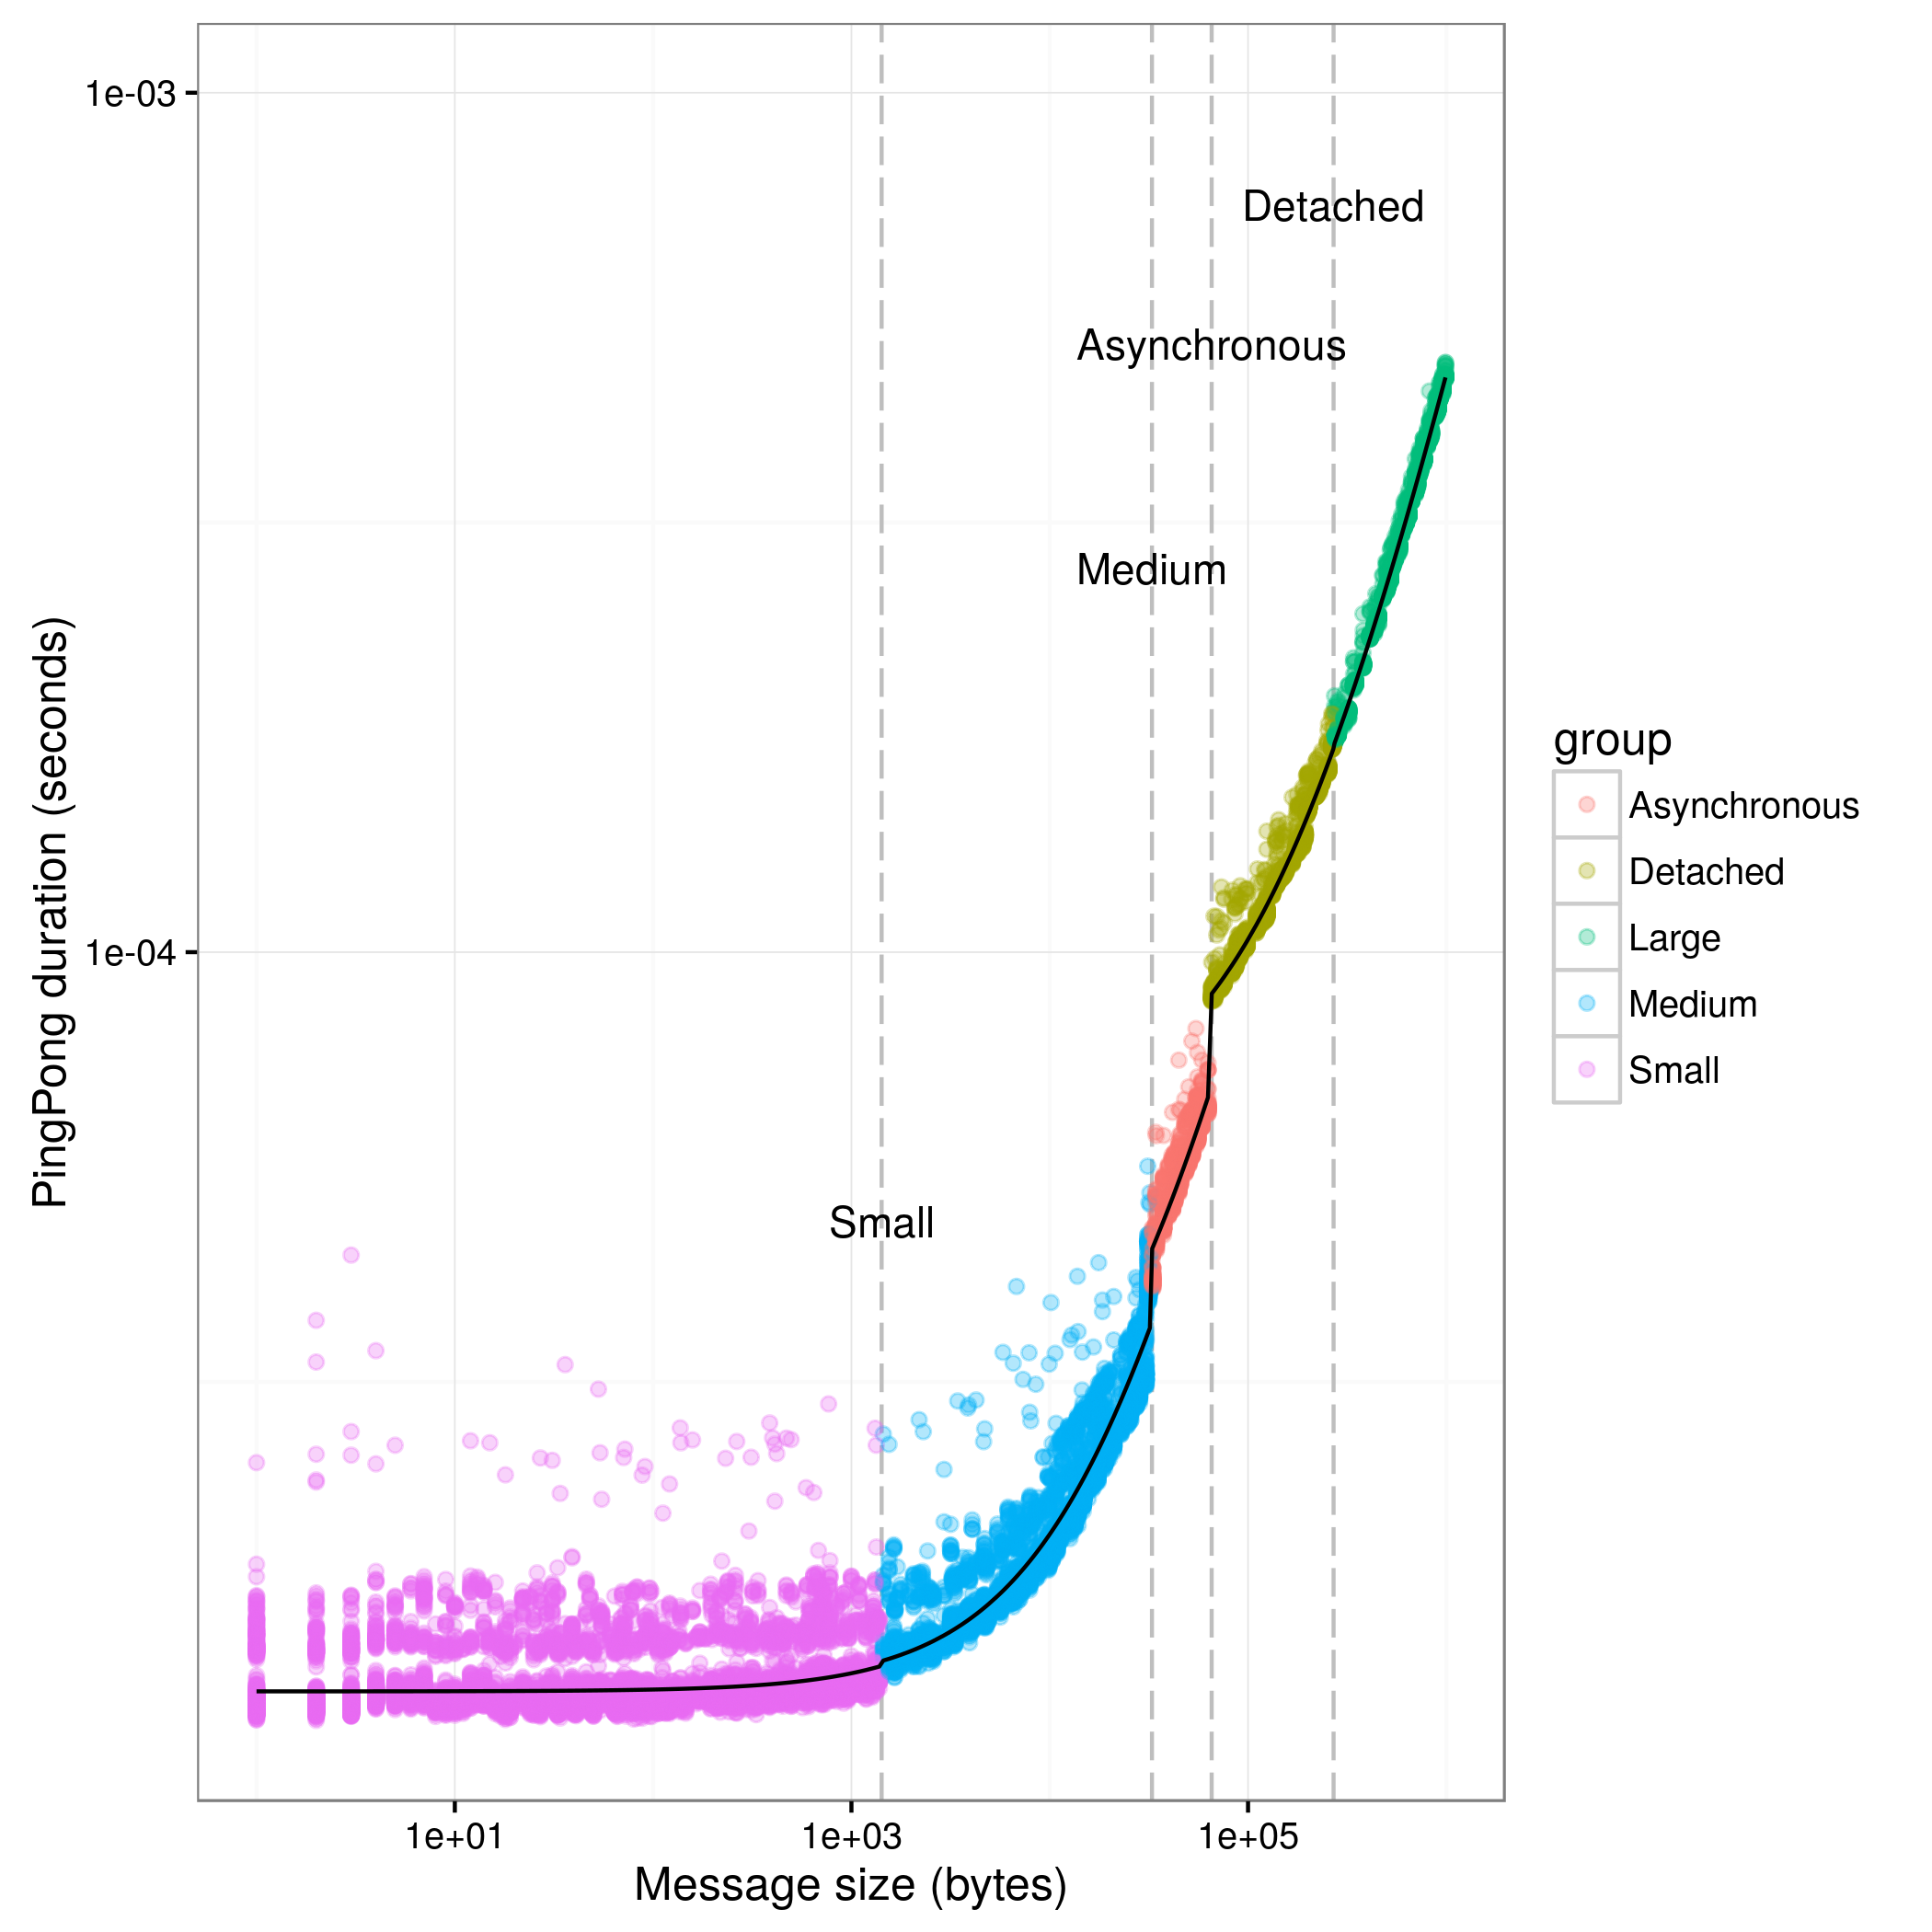 1e-03
Detached
Asynchronous
Medium
PingPong duration (seconds)
group
Asynchronous
Detached
Large
Medium
Small
1e-04
Small
1e+01
1e+03
1e+05
Message size (bytes)